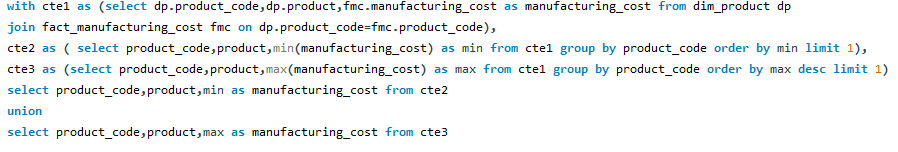 with cte1 as (select dp.product_code,dp.product,fmc.manufacturing_cost as manufacturing_cost from dim_product dp
join fact_manufacturing_cost fmc on dp.product_code=fmc.product_code),
cte2 as ( select product_code,product,min(manufacturing_cost) as min from cte1 group by product_code order by min limit 1),
cte3 as (select product_code,product,max(manufacturing_cost) as max from cte1 group by product_code order by max desc limit 1)
select product_code,product,min as manufacturing_cost from cte2
union
select product_code,product,max as manufacturing_cost from cte3